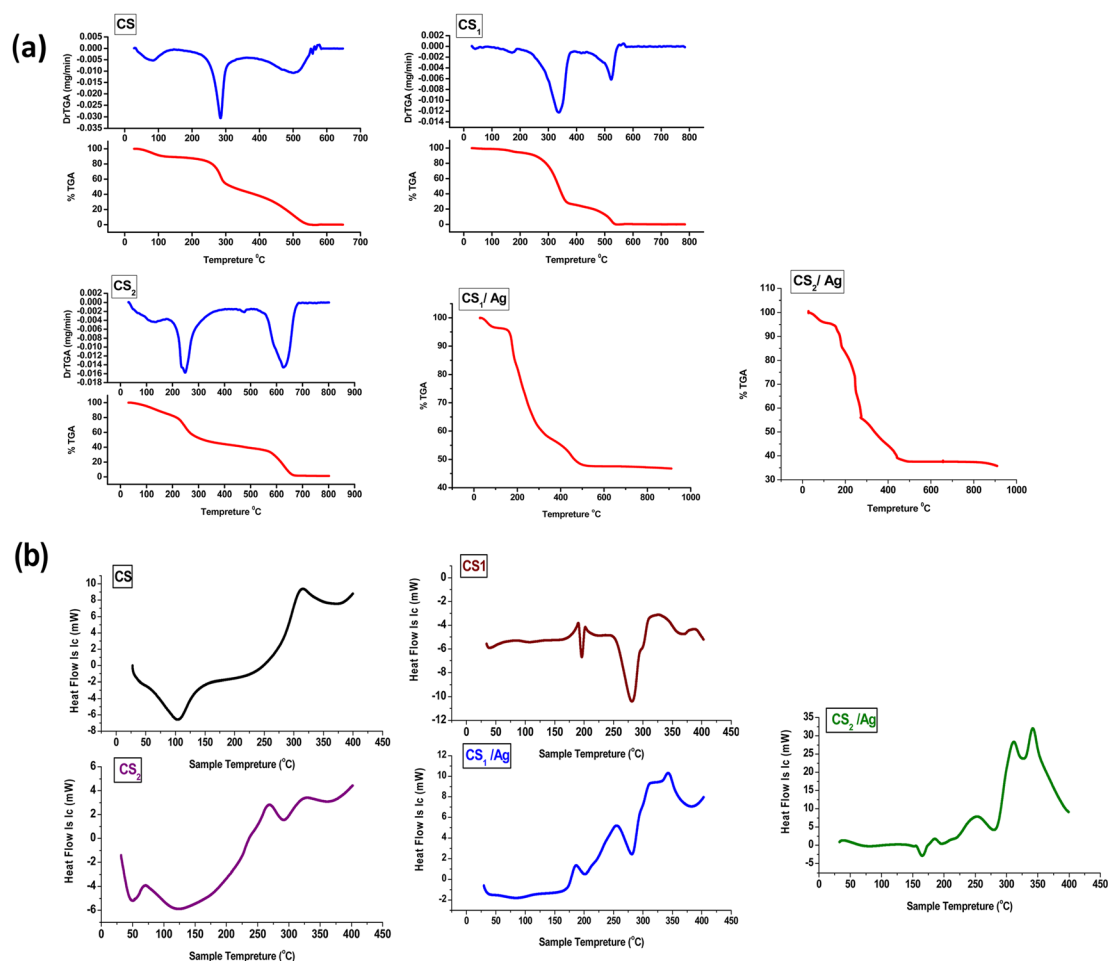 (a)
CS
0.005
0.000
-0.005
-0.010
-0.015
-0.020
-0.025
-0.030
-0.035
DrTGA (mg/min)
0 100 200 300 400 500 600 700
100
80
60
40
20
0
% TGA
0 100 200 300 400 500 600 700
Tempreture ⁰C
CS₁
0.002
0.000
-0.002
-0.004
-0.006
-0.008
-0.010
-0.012
-0.014
DrTGA (mg/min)
0 100 200 300 400 500 600 700 800
100
80
60
40
20
0
% TGA
0 100 200 300 400 500 600 700 800
Tempreture ⁰C
CS₂
0.002
0.000
-0.002
-0.004
-0.006
-0.008
-0.010
-0.012
-0.014
-0.016
-0.018
DrTGA (mg/min)
0 100 200 300 400 500 600 700 800 900
100
80
60
40
20
0
% TGA
0 100 200 300 400 500 600 700 800 900
Tempreture ⁰C
CS₁/ Ag
100
90
80
70
60
50
40
% TGA
0 200 400 600 800 1000
Tempreture ⁰C
CS₂/ Ag
110
100
90
80
70
60
50
40
30
% TGA
0 200 400 600 800 1000
Tempreture ⁰C
(b)
CS
10
8
6
4
2
0
-2
-4
-6
-8
Heat Flow Is Ic (mW)
0 50 100 150 200 250 300 350 400 450
Sample Tempreture (⁰C)
CS1
0
-2
-4
-6
-8
-10
-12
Heat Flow Is Ic (mW)
0 50 100 150 200 250 300 350 400 450
Sample Tempreture (⁰C)
CS₂
4
2
0
-2
-4
-6
Heat Flow Is Ic (mW)
0 50 100 150 200 250 300 350 400 450
Sample Tempreture (⁰C)
CS₁ /Ag
12
10
8
6
4
2
0
-2
Heat Flow Is Ic (mW)
0 50 100 150 200 250 300 350 400 450
Sample Tempreture (⁰C)
CS₂ /Ag
35
30
25
20
15
10
5
0
-5
Heat Flow Is Ic (mW)
0 50 100 150 200 250 300 350 400 450
Sample Tempreture (⁰C)